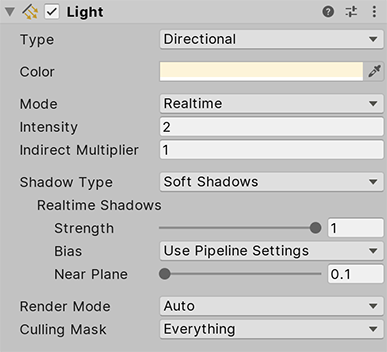 Light
Type Directional
Color
Mode Realtime
Intensity 2
Indirect Multiplier 1
Shadow Type Soft Shadows
Realtime Shadows
Strength 1
Bias Use Pipeline Settings
Near Plane 0.1
Render Mode Auto
Culling Mask Everything